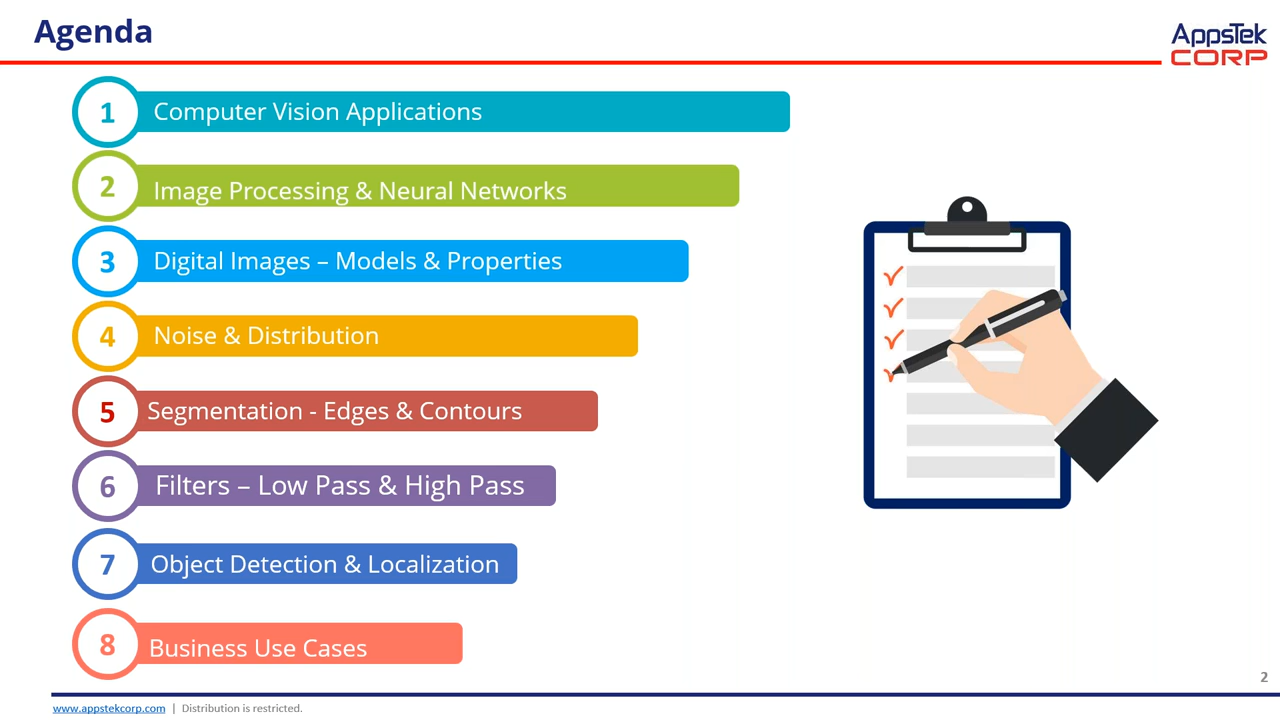 Agenda
AppsTek
CORP
1 Computer Vision Applications
2 Image Processing & Neural Networks
3 Digital Images – Models & Properties
4 Noise & Distribution
5 Segmentation - Edges & Contours
6 Filters – Low Pass & High Pass
7 Object Detection & Localization
8 Business Use Cases
2
www.appstekcorp.com | Distribution is restricted.